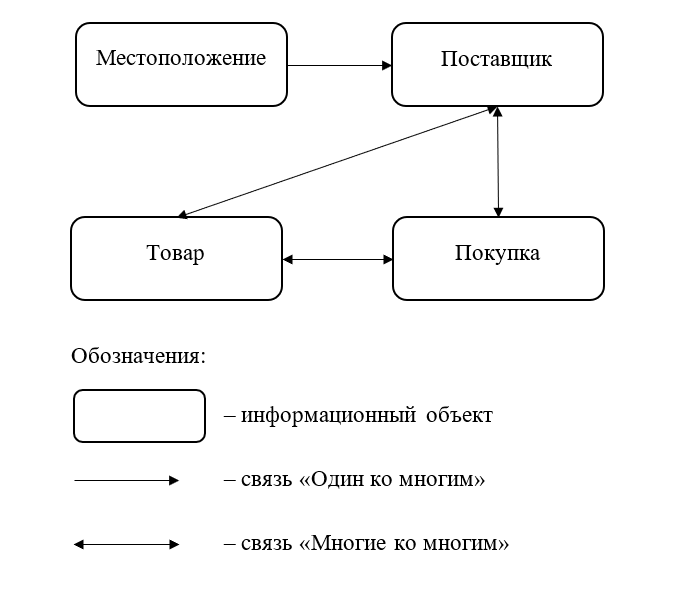 Местоположение
Поставщик
Товар
Покупка
Обозначения:
– информационный объект
– связь «Один ко многим»
– связь «Многие ко многим»